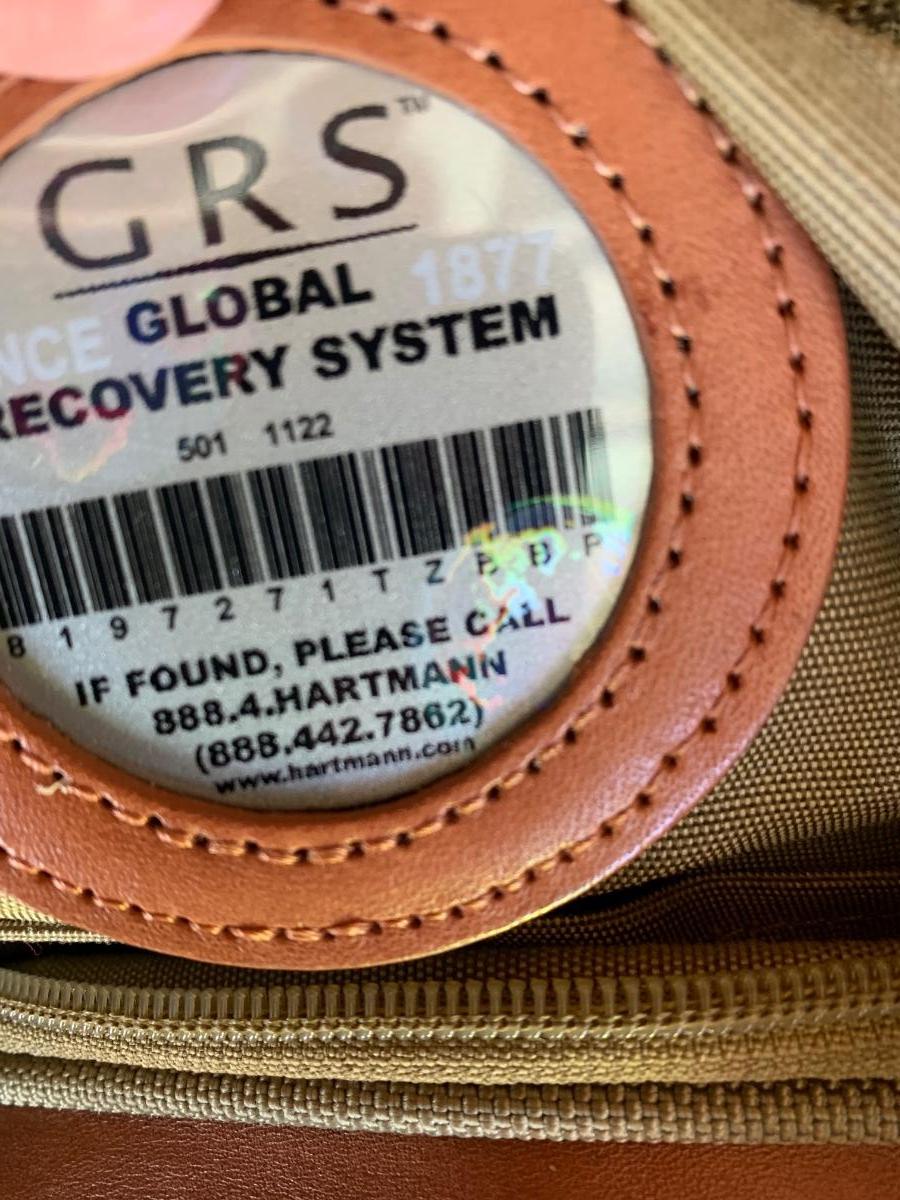 GRS™
GLOBAL 1877
NCE
RECOVERY SYSTEM
501 1122
8 1 9 7 2 7 1 T Z B B P
IF FOUND, PLEASE CALL
888.4.HARTMANN
(888.442.7862)
www.hartmann.com